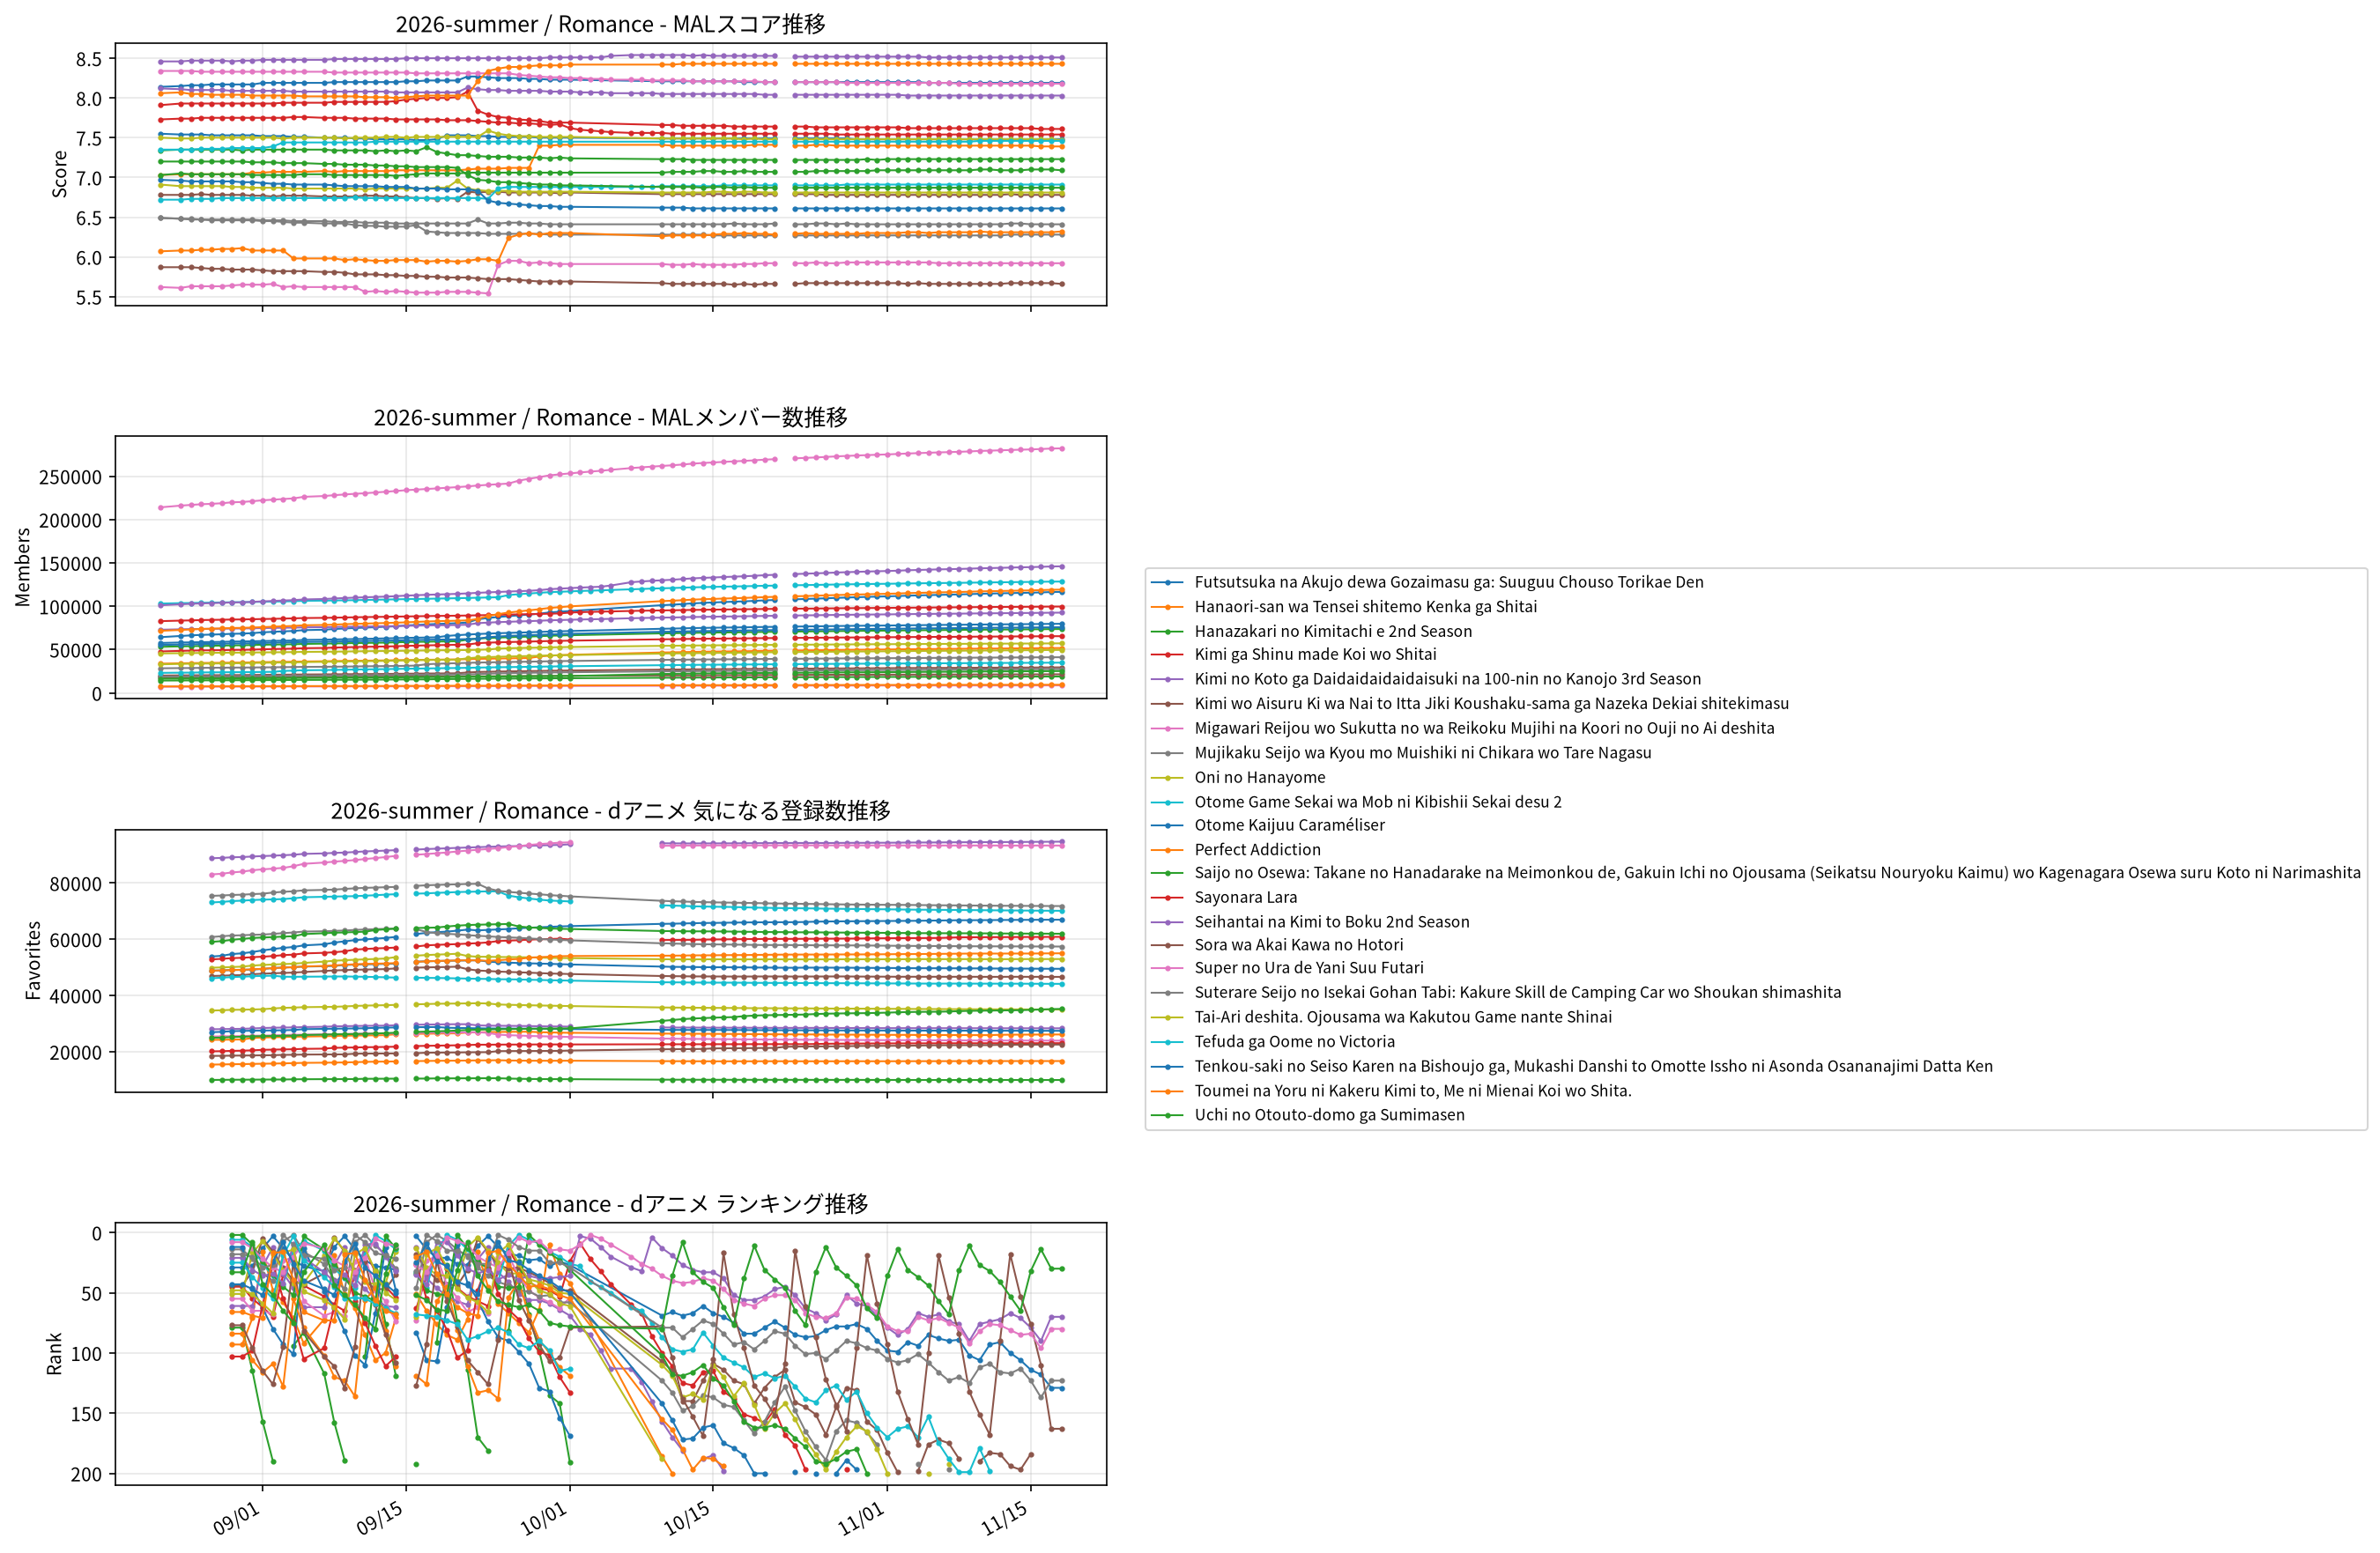 2026-summer / Romance - MALスコア推移
8.5
8.0
7.5
7.0
6.5
6.0
5.5
Score
2026-summer / Romance - MALメンバー数推移
250000
200000
150000
100000
50000
0
Members
2026-summer / Romance - dアニメ 気になる登録数推移
80000
60000
40000
20000
Favorites
2026-summer / Romance - dアニメ ランキング推移
0
50
100
150
200
Rank
09/01
09/15
10/01
10/15
11/01
11/15
Futsutsuka na Akujo dewa Gozaimasu ga: Suuguu Chouso Torikae Den
Hanaori-san wa Tensei shitemo Kenka ga Shitai
Hanazakari no Kimitachi e 2nd Season
Kimi ga Shinu made Koi wo Shitai
Kimi no Koto ga Daidaidaidaidaisuki na 100-nin no Kanojo 3rd Season
Kimi wo Aisuru Ki wa Nai to Itta Jiki Koushaku-sama ga Nazeka Dekiai shitekimasu
Migawari Reijou wo Sukutta no wa Reikoku Mujihi na Koori no Ouji no Ai deshita
Mujikaku Seijo wa Kyou mo Muishiki ni Chikara wo Tare Nagasu
Oni no Hanayome
Otome Game Sekai wa Mob ni Kibishii Sekai desu 2
Otome Kaijuu Caraméliser
Perfect Addiction
Saijo no Osewa: Takane no Hanadarake na Meimonkou de, Gakuin Ichi no Ojousama (Seikatsu Nouryoku Kaimu) wo Kagenagara Osewa suru Koto ni Narimashita
Sayonara Lara
Seihantai na Kimi to Boku 2nd Season
Sora wa Akai Kawa no Hotori
Super no Ura de Yani Suu Futari
Suterare Seijo no Isekai Gohan Tabi: Kakure Skill de Camping Car wo Shoukan shimashita
Tai-Ari deshita. Ojousama wa Kakutou Game nante Shinai
Tefuda ga Oome no Victoria
Tenkou-saki no Seiso Karen na Bishoujo ga, Mukashi Danshi to Omotte Issho ni Asonda Osananajimi Datta Ken
Toumei na Yoru ni Kakeru Kimi to, Me ni Mienai Koi wo Shita.
Uchi no Otouto-domo ga Sumimasen